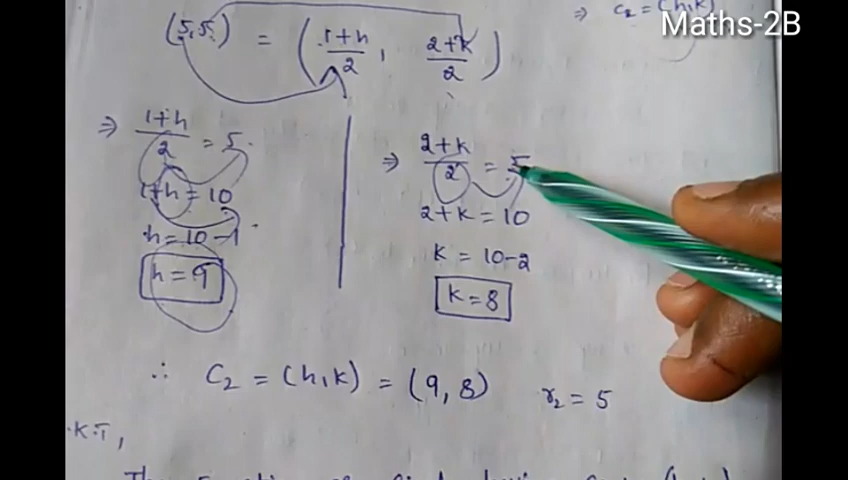 ⇒ C₂ = (h,k)
Maths-2B
(5,5) = (1+h/2, 2+k/2)
⇒ 1+h/2 = 5
1+h = 10
h = 10-1
h = 9
⇒ 2+k/2 = 5
2+k = 10
k = 10-2
k = 8
∴ C₂ = (h,k) = (9,8) r₂ = 5
.K.T,